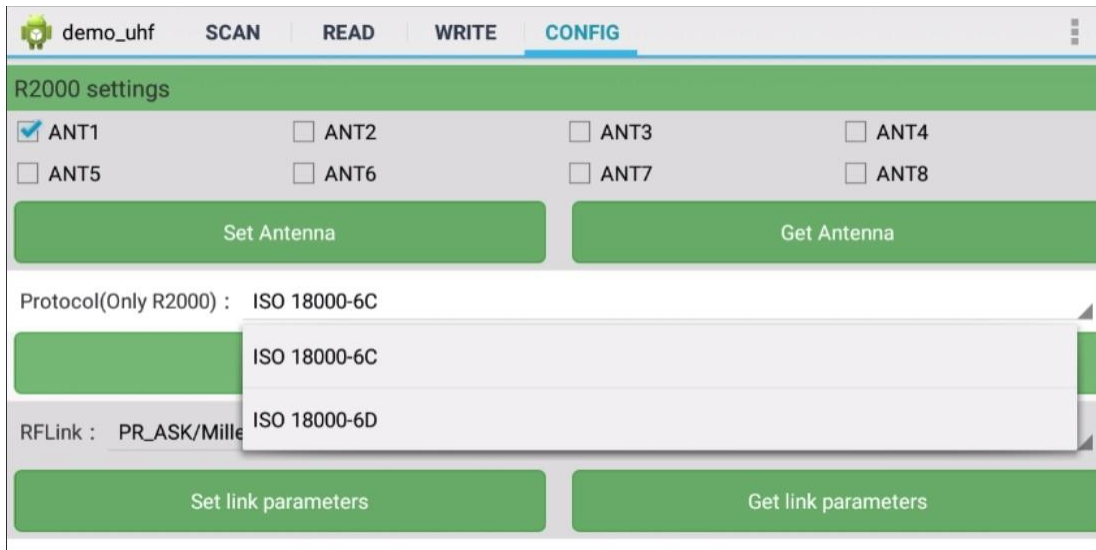 demo_uhf SCAN READ WRITE CONFIG
R2000 settings
ANT1 ANT2 ANT3 ANT4
ANT5 ANT6 ANT7 ANT8
Set Antenna Get Antenna
Protocol(Only R2000) : ISO 18000-6C
ISO 18000-6C
ISO 18000-6D
RFLink : PR_ASK/Mille
Set link parameters Get link parameters